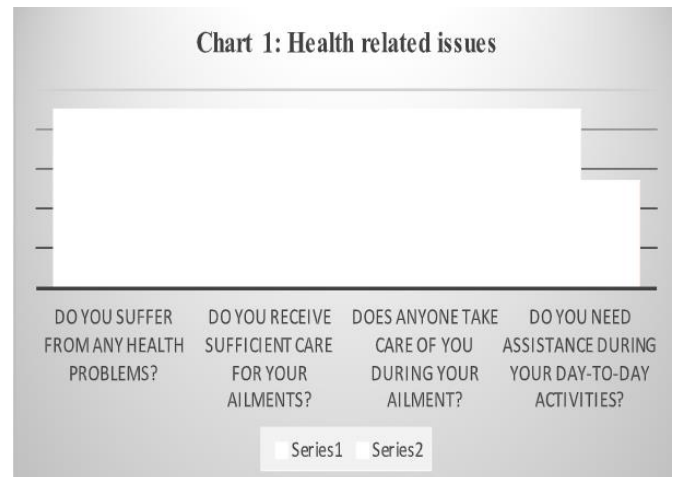 Chart 1: Health related issues
DO YOU SUFFER
FROM ANY HEALTH
PROBLEMS?
DO YOU RECEIVE
SUFFICIENT CARE
FOR YOUR
AILMENTS?
DOES ANYONE TAKE
CARE OF YOU
DURING YOUR
AILMENT?
DO YOU NEED
ASSISTANCE DURING
YOUR DAY-TO-DAY
ACTIVITIES?
Series1 Series2